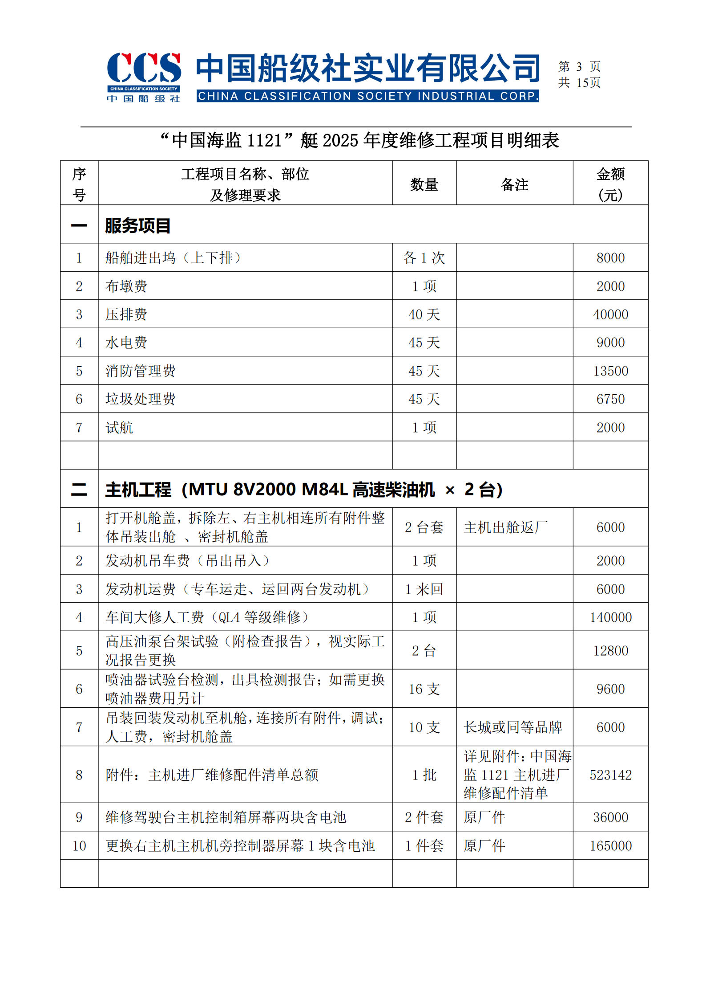 CCS
CHINA CLASSIFICATION SOCIETY
中国船级社
中国船级社实业有限公司
CHINA CLASSIFICATION SOCIETY INDUSTRIAL CORP.
第 3 页
共 15页
“中国海监 1121”艇 2025 年度维修工程项目明细表
序号 工程项目名称、部位及修理要求 数量 备注 金额(元)
一 服务项目
1 船舶进出坞（上下排） 各 1 次 8000
2 布墩费 1 项 2000
3 压排费 40 天 40000
4 水电费 45 天 9000
5 消防管理费 45 天 13500
6 垃圾处理费 45 天 6750
7 试航 1 项 2000
二 主机工程（MTU 8V2000 M84L 高速柴油机 × 2 台）
1 打开机舱盖，拆除左、右主机相连所有附件整体吊装出舱 、密封机舱盖 2 台套 主机出舱返厂 6000
2 发动机吊车费（吊出吊入） 1 项 2000
3 发动机运费（专车运走、运回两台发动机） 1 来回 6000
4 车间大修人工费（QL4 等级维修） 1 项 140000
5 高压油泵台架试验（附检查报告），视实际工况报告更换 2 台 12800
6 喷油器试验台检测，出具检测报告；如需更换喷油器费用另计 16 支 9600
7 吊装回装发动机至机舱，连接所有附件，调试；人工费，密封机舱盖 10 支 长城或同等品牌 6000
8 附件：主机进厂维修配件清单总额 1 批 详见附件：中国海监 1121 主机进厂维修配件清单 523142
9 维修驾驶台主机控制箱屏幕两块含电池 2 件套 原厂件 36000
10 更换右主机主机机旁控制器屏幕 1 块含电池 1 件套 原厂件 165000